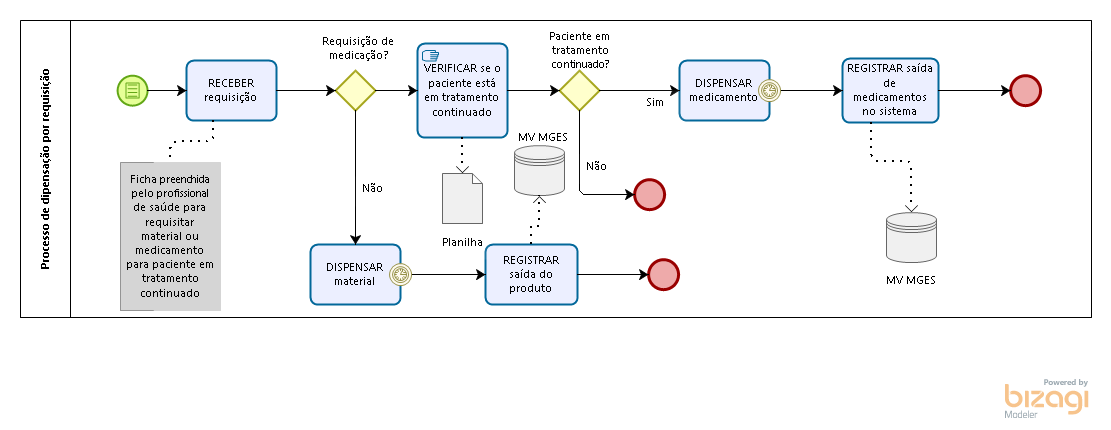 Processo de dipensação por requisição
RECEBER
requisição
Ficha preenchida
pelo profissional
de saúde para
requisitar
material ou
medicamento
para paciente em
tratamento
continuado
Requisição de
medicação?
Não
VERIFICAR se o
paciente está
em tratamento
continuado
Planilha
Paciente em
tratamento
continuado?
Sim
Não
DISPENSAR
medicamento
REGISTRAR saída
de
medicamentos
no sistema
MV MGES
MV MGES
DISPENSAR
material
REGISTRAR
saída do
produto
Powered by
bizagi
Modeler